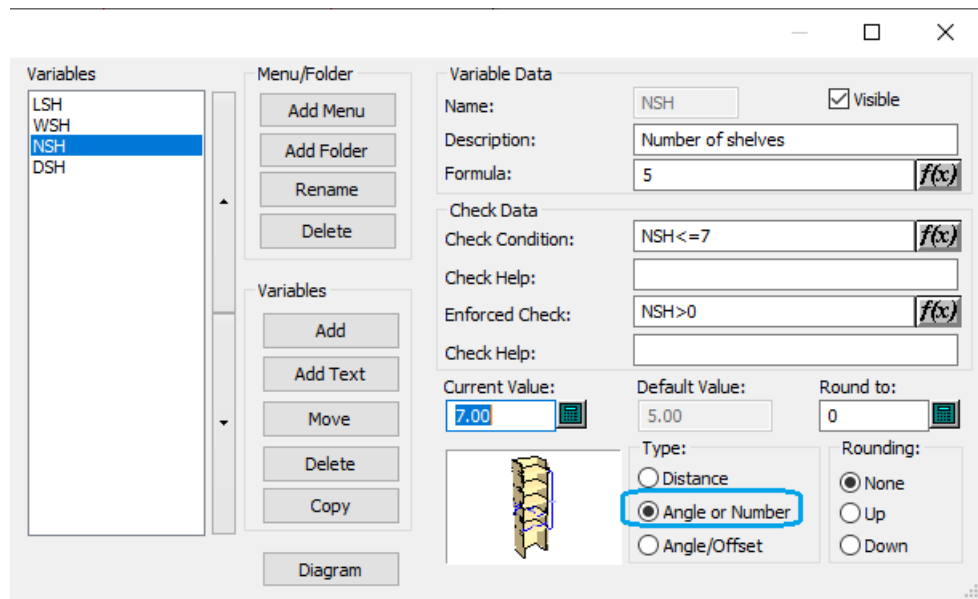 Variables
LSH
WSH
NSH
DSH
Menu/Folder
Add Menu
Add Folder
Rename
Delete
Variables
Add
Add Text
Move
Delete
Copy
Diagram
Variable Data
Name: NSH Visible
Description: Number of shelves
Formula: 5 f(x)
Check Data
Check Condition: NSH<=7 f(x)
Check Help:
Enforced Check: NSH>0 f(x)
Check Help:
Current Value: Default Value: Round to:
7.00 5.00 0
Type: Rounding:
Distance None
Angle or Number Up
Angle/Offset Down